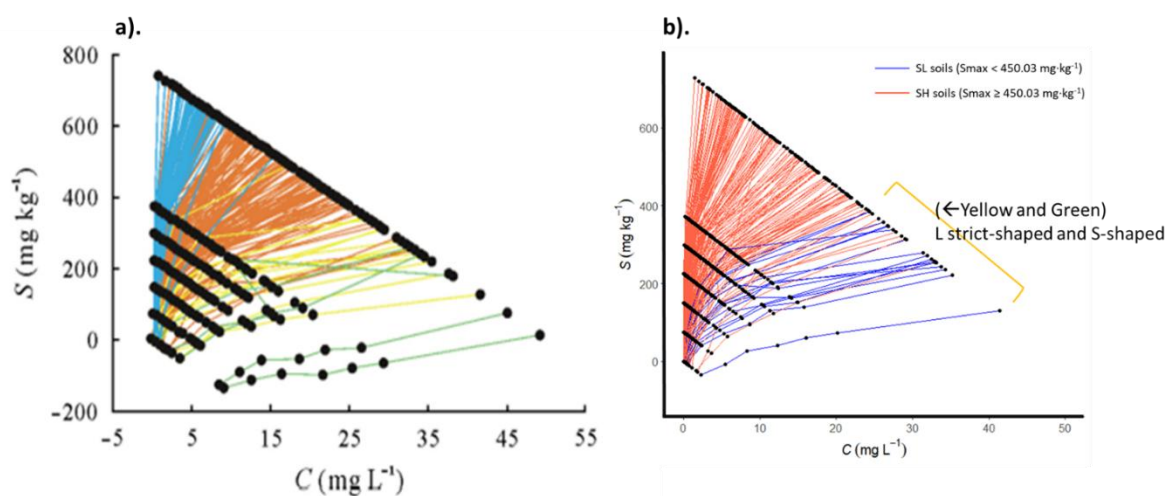 a).
800
600
400
200
0
−200
S (mg kg⁻¹)
-5
5
15
25
35
45
55
C (mg L⁻¹)
b).
SL soils (Smax < 450.03 mg·kg⁻¹)
SH soils (Smax ≥ 450.03 mg·kg⁻¹)
(←Yellow and Green)
L strict-shaped and S-shaped
600
400
200
0
S (mg kg⁻¹)
0
10
20
30
40
50
C (mg L⁻¹)